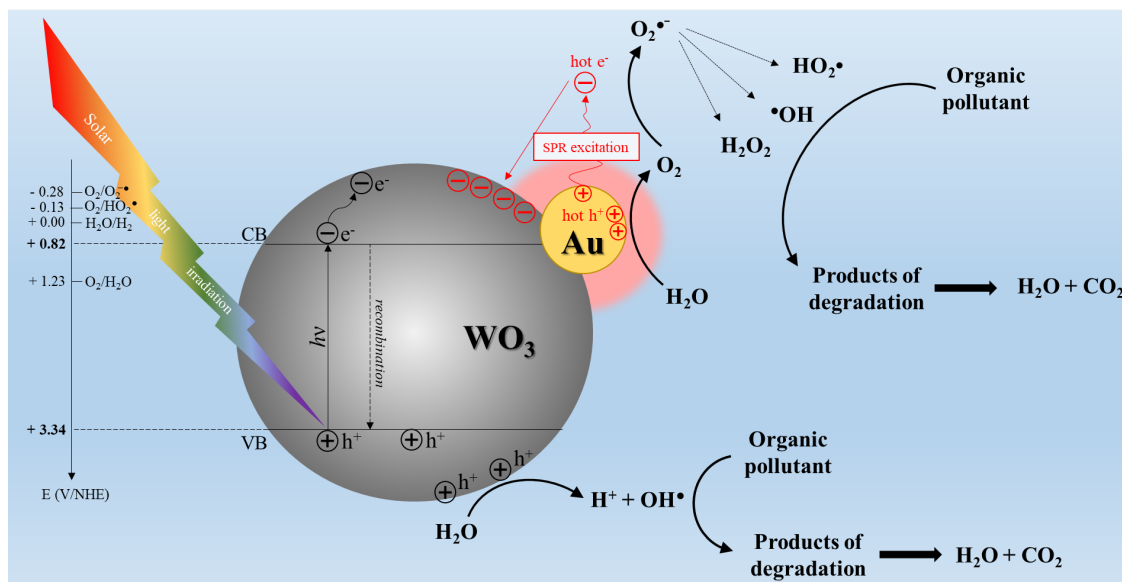 Solar
light
irradiation
- 0.28
O₂/O₂•⁻
- 0.13
O₂/HO₂•
+ 0.00
H₂O/H₂
+ 0.82
+ 1.23
O₂/H₂O
+ 3.34
E (V/NHE)
CB
VB
e⁻
e⁻
hν
recombination
h⁺
h⁺
h⁺
h⁺
WO₃
hot e⁻
SPR excitation
hot h⁺
Au
H₂O
O₂
O₂•⁻
HO₂•
•OH
H₂O₂
Organic
pollutant
Products of
degradation
H₂O + CO₂
H₂O
H⁺ + OH•
Organic
pollutant
Products of
degradation
H₂O + CO₂